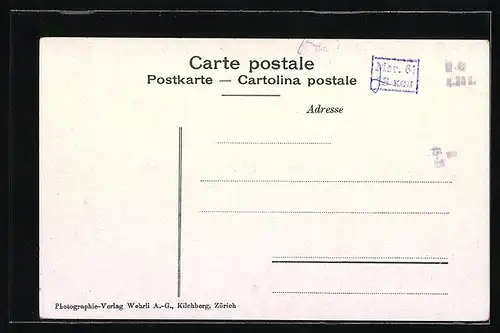 Carte postale
Postkarte — Cartolina postale
Adresse
Photographie-Verlag Wehrli A.-G., Kilchberg, Zürich